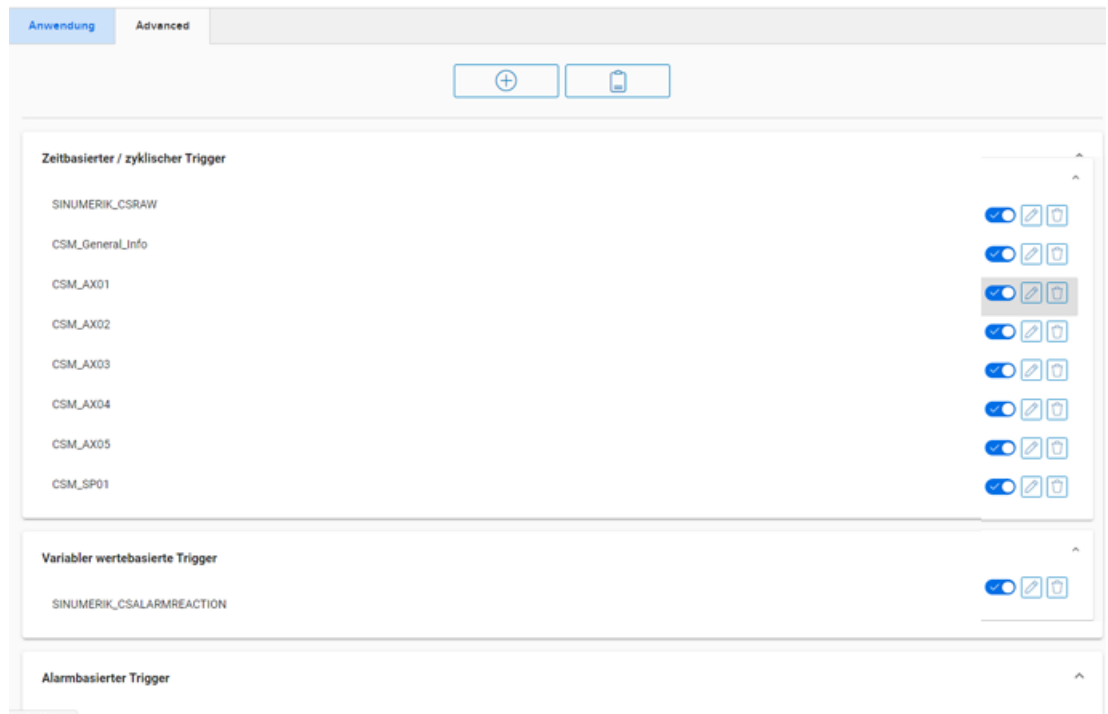 Anwendung
Advanced
Zeitbasierter / zyklischer Trigger
SINUMERIK_CSRAW
CSM_General_Info
CSM_AX01
CSM_AX02
CSM_AX03
CSM_AX04
CSM_AX05
CSM_SP01
Variabler wertebasierte Trigger
SINUMERIK_CSALARMREACTION
Alarmbasierter Trigger